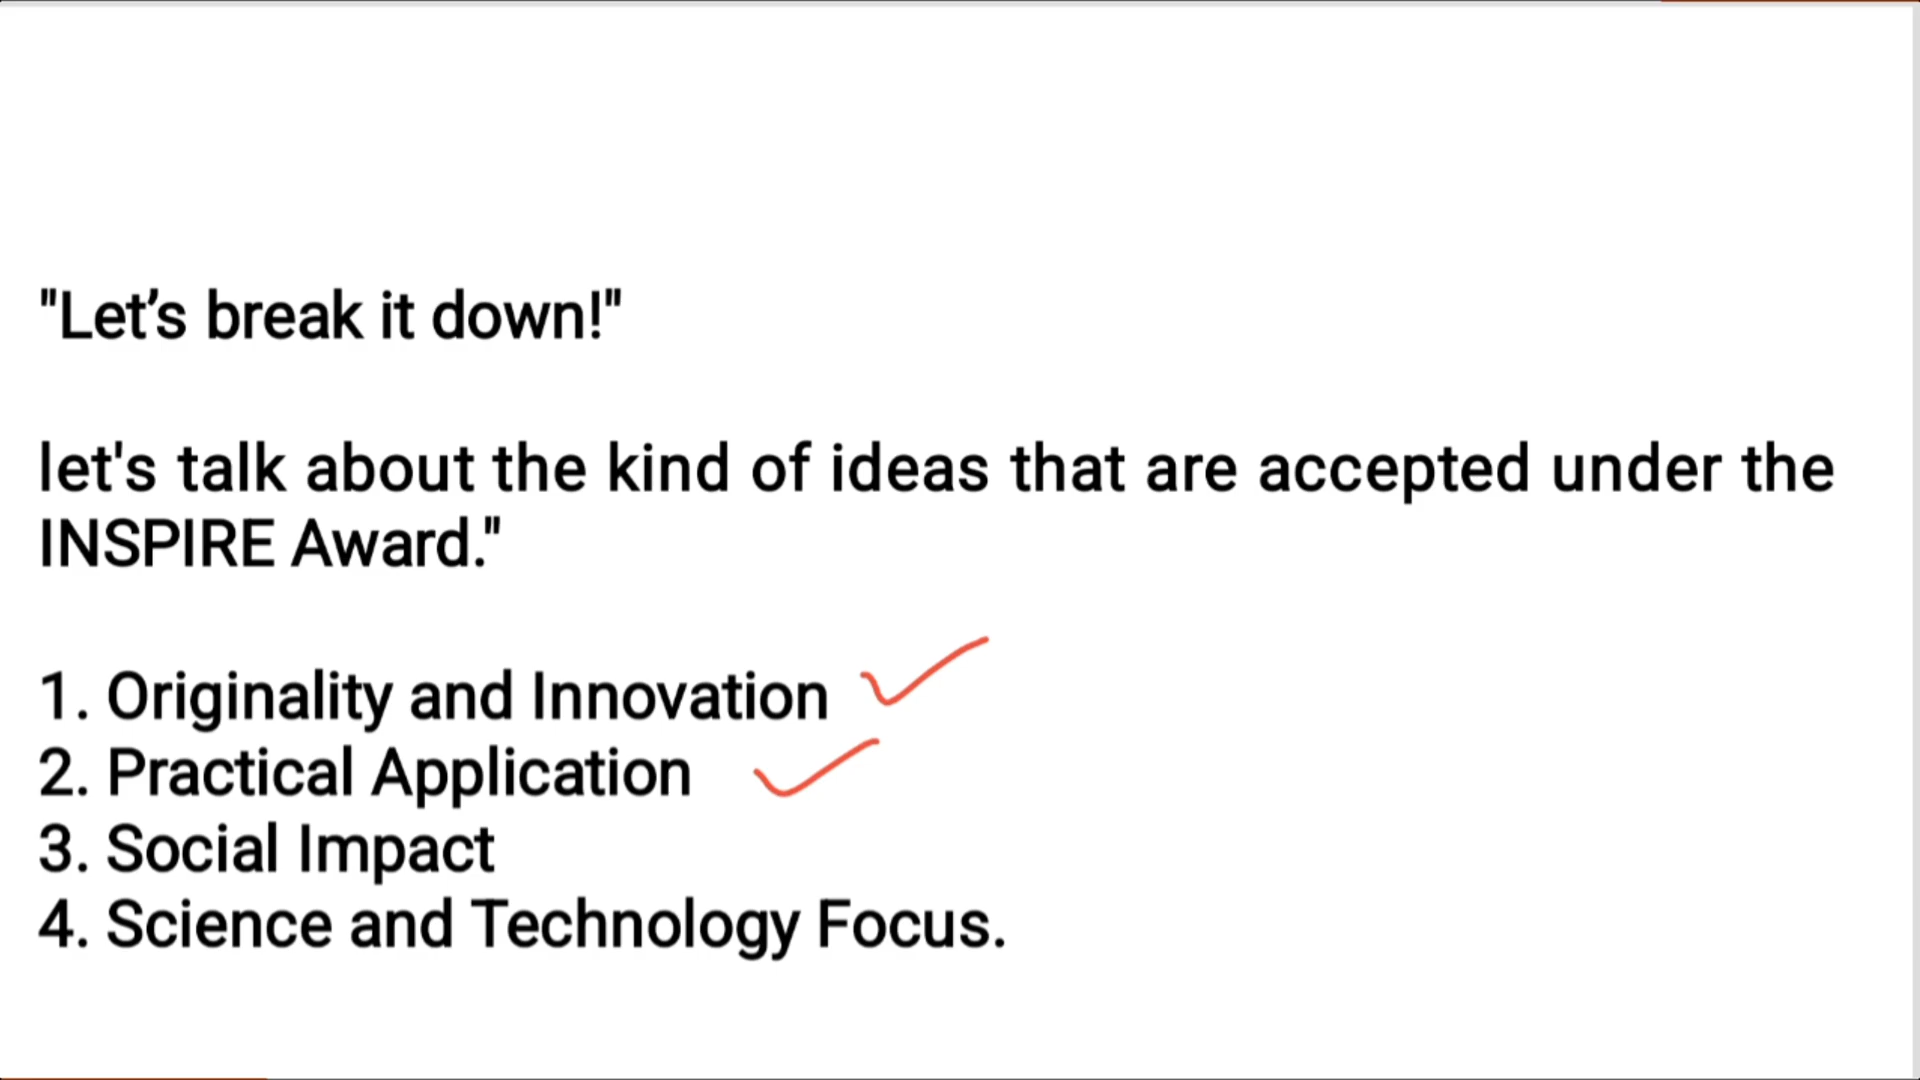 "Let’s break it down!"
let's talk about the kind of ideas that are accepted under the
INSPIRE Award."
1. Originality and Innovation
2. Practical Application
3. Social Impact
4. Science and Technology Focus.